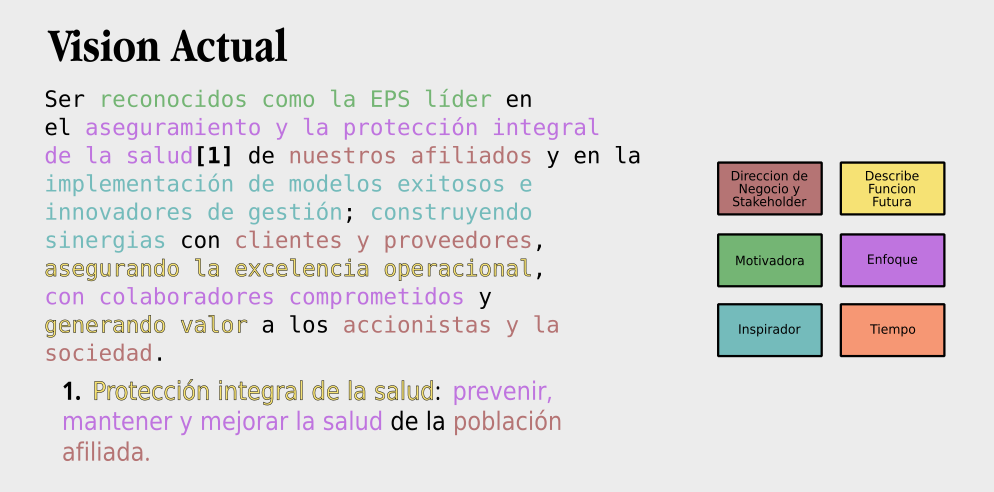 Vision Actual
Ser reconocidos como la EPS líder en
el aseguramiento y la protección integral
de la salud[1] de nuestros afiliados y en la
implementación de modelos exitosos e
innovadores de gestión; construyendo
sinergias con clientes y proveedores,
asegurando la excelencia operacional,
con colaboradores comprometidos y
generando valor a los accionistas y la
sociedad.
1. Protección integral de la salud: prevenir,
mantener y mejorar la salud de la población
afiliada.
Direccion de
Negocio y
Stakeholder
Describe
Funcion
Futura
Motivadora
Enfoque
Inspirador
Tiempo